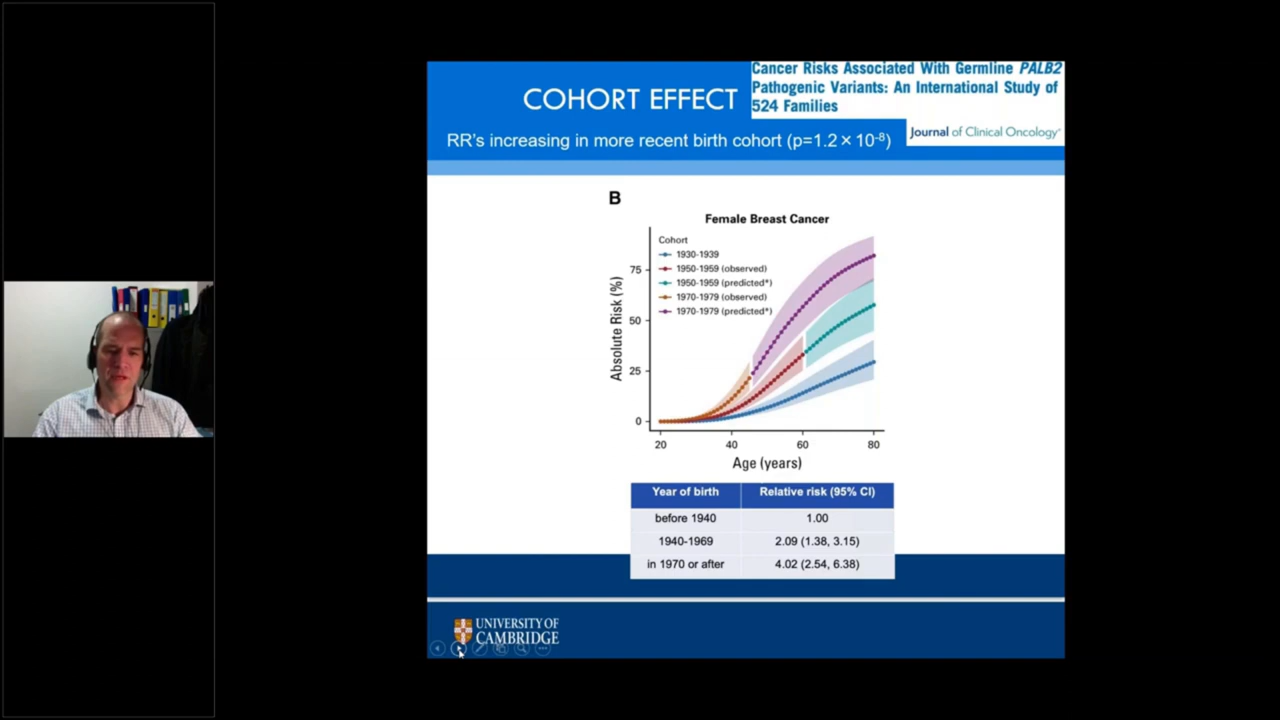 COHORT EFFECT
Cancer Risks Associated With Germline PALB2
Pathogenic Variants: An International Study of
524 Families
Journal of Clinical Oncology®
RR's increasing in more recent birth cohort (p=1.2 × 10⁻⁸)
B
Female Breast Cancer
Cohort
1930-1939
1950-1959 (observed)
1950-1959 (predicted*)
1970-1979 (observed)
1970-1979 (predicted*)
Absolute Risk (%)
75
50
25
0
20 40 60 80
Age (years)
Year of birth Relative risk (95% CI)
before 1940 1.00
1940-1969 2.09 (1.38, 3.15)
in 1970 or after 4.02 (2.54, 6.38)
UNIVERSITY OF
CAMBRIDGE